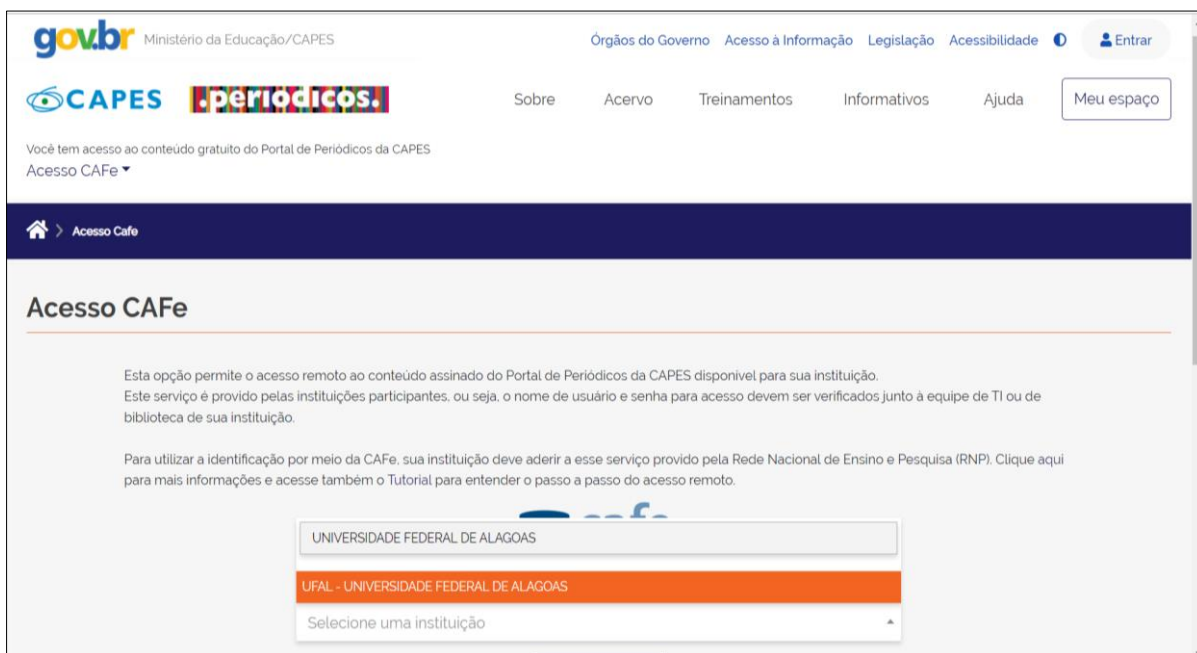 gov.br Ministério da Educação/CAPES Órgãos do Governo Acesso à Informação Legislação Acessibilidade Entrar
CAPES .periodicos. Sobre Acervo Treinamentos Informativos Ajuda Meu espaço
Você tem acesso ao conteúdo gratuito do Portal de Periódicos da CAPES
Acesso CAFe
Acesso Cafe
Acesso CAFe
Esta opção permite o acesso remoto ao conteúdo assinado do Portal de Periódicos da CAPES disponível para sua instituição.
Este serviço é provido pelas instituições participantes, ou seja, o nome de usuário e senha para acesso devem ser verificados junto à equipe de TI ou de
biblioteca de sua instituição.
Para utilizar a identificação por meio da CAFe, sua instituição deve aderir a esse serviço provido pela Rede Nacional de Ensino e Pesquisa (RNP). Clique aqui
para mais informações e acesse também o Tutorial para entender o passo a passo do acesso remoto.
UNIVERSIDADE FEDERAL DE ALAGOAS
UFAL - UNIVERSIDADE FEDERAL DE ALAGOAS
Selecione uma instituição